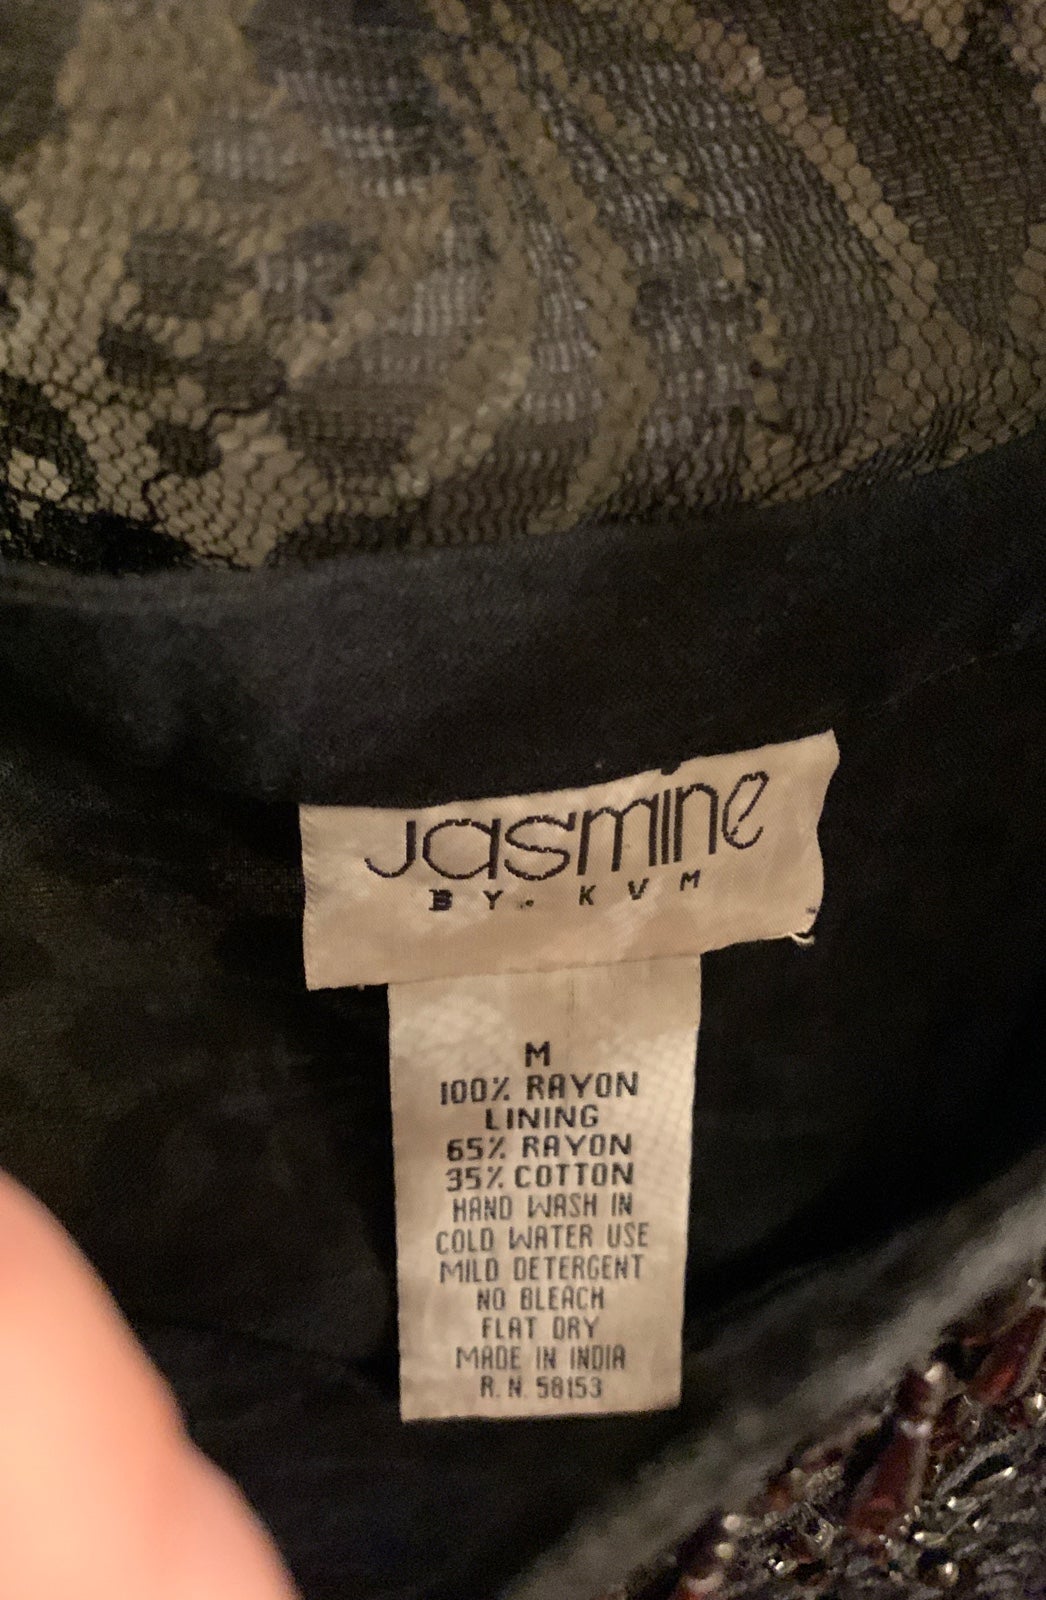 Jasmine
BY. KVM
M
100% RAYON
LINING
65% RAYON
35% COTTON
HAND WASH IN
COLD WATER USE
MILD DETERGENT
NO BLEACH
FLAT DRY
MADE IN INDIA
R.N. 58153